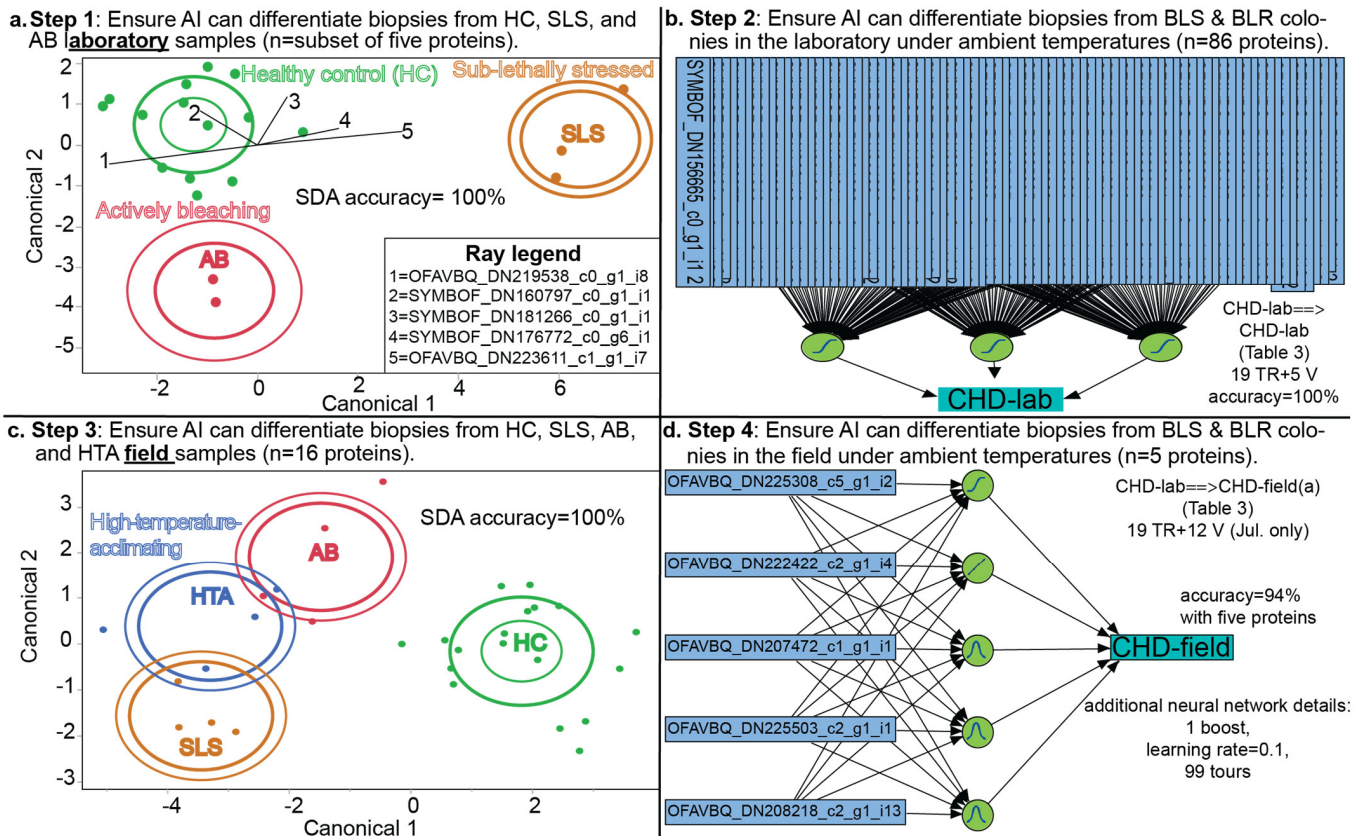 a. Step 1: Ensure AI can differentiate biopsies from HC, SLS, and
AB laboratory samples (n=subset of five proteins).
Canonical 2
2
1
0
-1
-2
-3
-4
-5
Healthy control (HC)
Sub-lethally stressed
1
2
3
4
5
SLS
SDA accuracy= 100%
Actively bleaching
AB
Ray legend
1=OFAVBQ_DN219538_c0_g1_i8
2=SYMBOF_DN160797_c0_g1_i1
3=SYMBOF_DN181266_c0_g1_i1
4=SYMBOF_DN176772_c0_g6_i1
5=OFAVBQ_DN223611_c1_g1_i7
-2
0
2
4
6
Canonical 1
b. Step 2: Ensure AI can differentiate biopsies from BLS & BLR colo-
nies in the laboratory under ambient temperatures (n=86 proteins).
SYMBOF_DN156665_c0_g1_i1 2
CHD-lab==>
CHD-lab
(Table 3)
19 TR+5 V
accuracy=100%
CHD-lab
c. Step 3: Ensure AI can differentiate biopsies from HC, SLS, AB,
and HTA field samples (n=16 proteins).
Canonical 2
3
2
1
0
-1
-2
-3
High-temperature-
acclimating
SDA accuracy=100%
AB
HTA
HC
SLS
-4
-2
0
2
Canonical 1
d. Step 4: Ensure AI can differentiate biopsies from BLS & BLR colo-
nies in the field under ambient temperatures (n=5 proteins).
OFAVBQ_DN225308_c5_g1_i2
OFAVBQ_DN222422_c2_g1_i4
OFAVBQ_DN207472_c1_g1_i1
OFAVBQ_DN225503_c2_g1_i1
OFAVBQ_DN208218_c2_g1_i13
CHD-lab==>CHD-field(a)
(Table 3)
19 TR+12 V (Jul. only)
accuracy=94%
with five proteins
CHD-field
additional neural network details:
1 boost,
learning rate=0.1,
99 tours